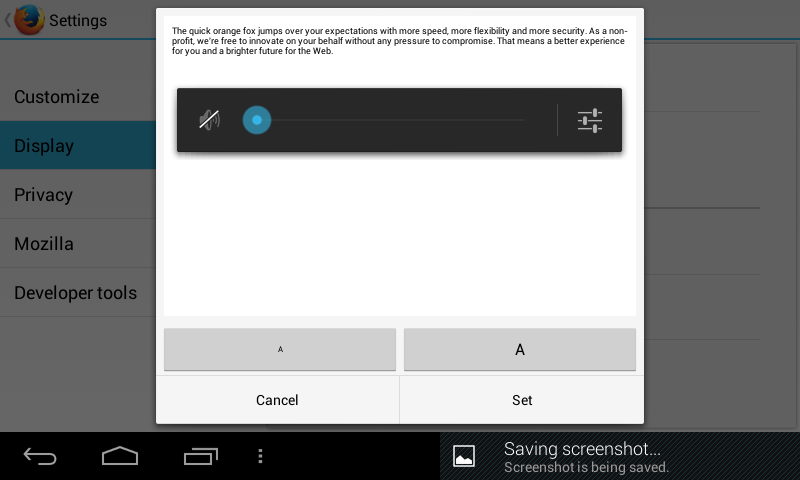 Settings
Customize
Display
Privacy
Mozilla
Developer tools
The quick orange fox jumps over your expectations with more speed, more flexibility and more security. As a non-
profit, we're free to innovate on your behalf without any pressure to compromise. That means a better experience
for you and a brighter future for the Web.
A
A
Cancel
Set
Saving screenshot...
Screenshot is being saved.